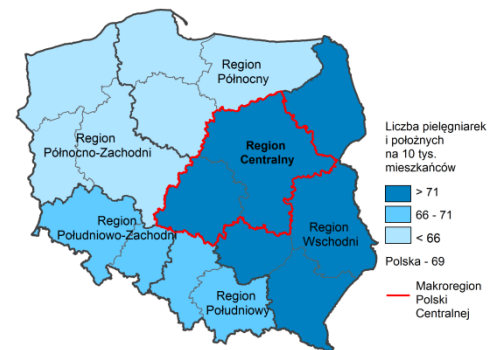 Region
Północny
Region
Północno-Zachodni
Region
Centralny
Region
Południowo-Zachodni
Region
Wschodni
Region
Południowy
Liczba pielęgniarek
i położnych
na 10 tys.
mieszkańców
> 71
66 - 71
< 66
Polska - 69
Makroregion
Polski
Centralnej